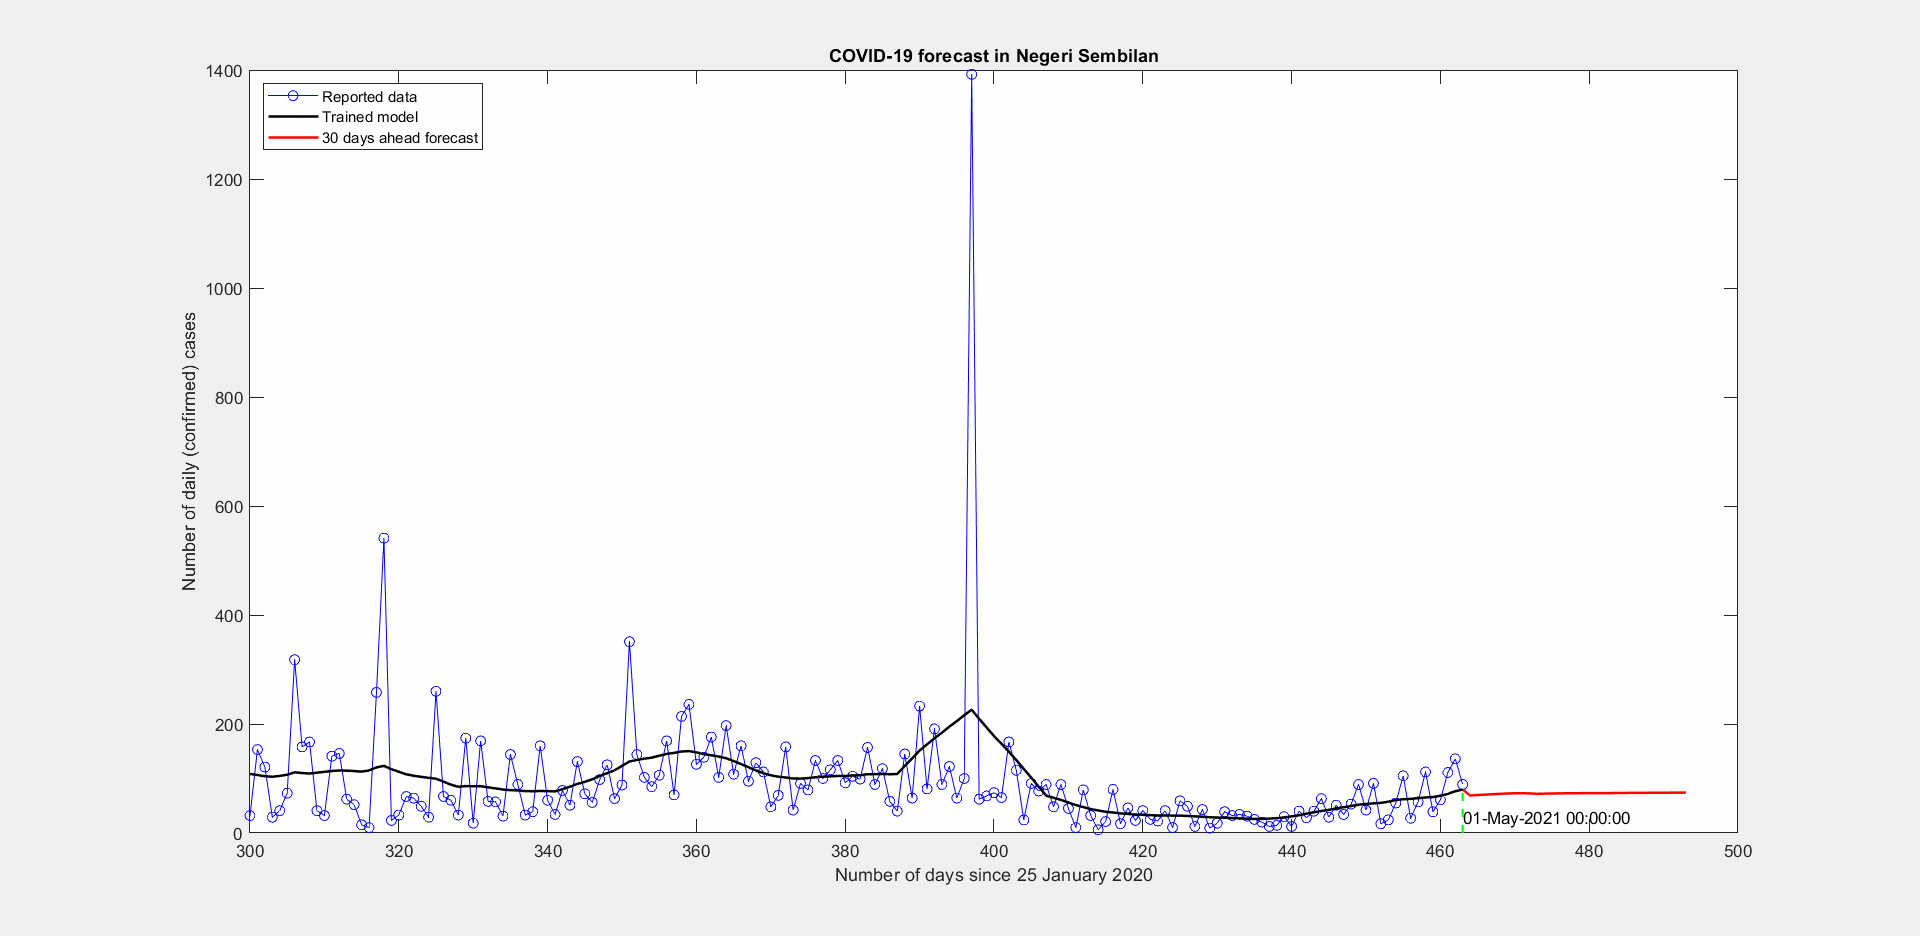 COVID-19 forecast in Negeri Sembilan
1400
1200
1000
800
600
400
200
0
Number of daily (confirmed) cases
Reported data
Trained model
30 days ahead forecast
01-May-2021 00:00:00
300 320 340 360 380 400 420 440 460 480 500
Number of days since 25 January 2020